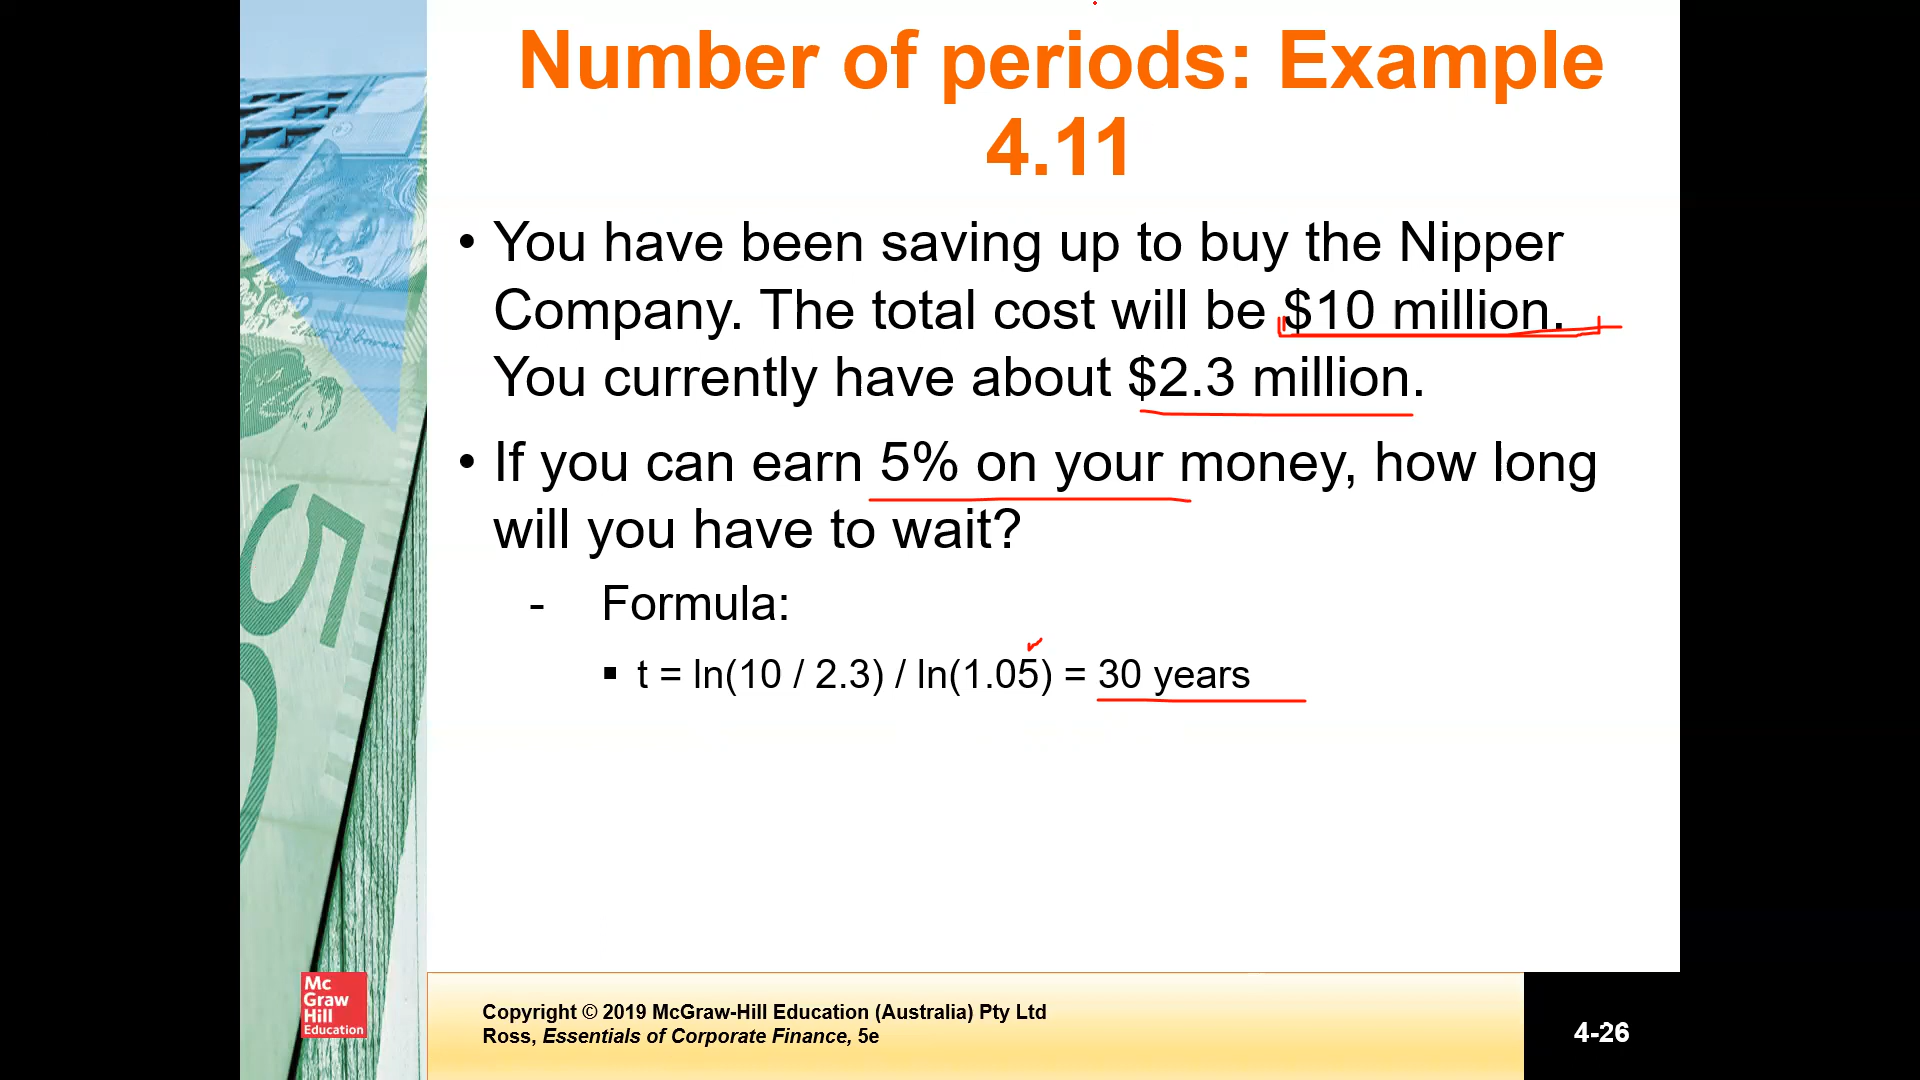 Number of periods: Example
4.11
• You have been saving up to buy the Nipper
Company. The total cost will be $10 million.
You currently have about $2.3 million.
• If you can earn 5% on your money, how long
will you have to wait?
- Formula:
▪ t = ln(10 / 2.3) / ln(1.05) = 30 years
Mc
Graw
Hill
Education
Copyright © 2019 McGraw-Hill Education (Australia) Pty Ltd
Ross, Essentials of Corporate Finance, 5e
4-26